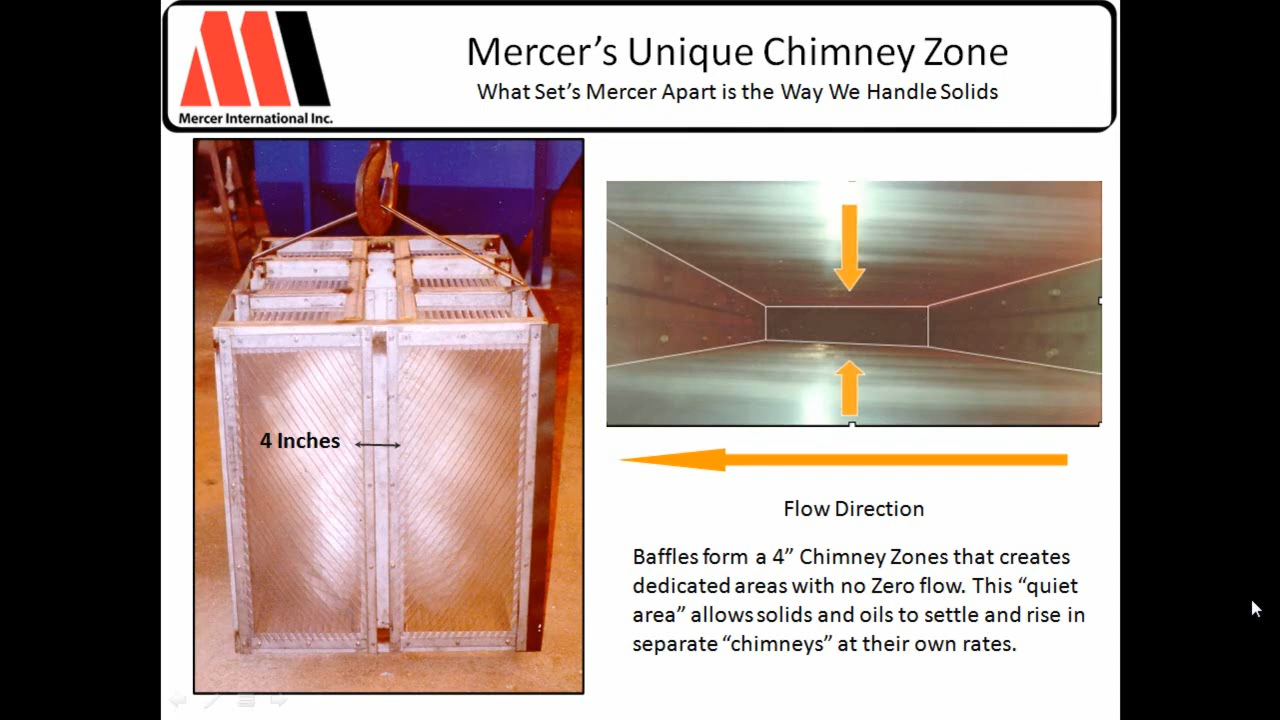 Mercer's Unique Chimney Zone
What Set's Mercer Apart is the Way We Handle Solids
Mercer International Inc.
4 Inches
Flow Direction
Baffles form a 4” Chimney Zones that creates
dedicated areas with no Zero flow. This “quiet
area” allows solids and oils to settle and rise in
separate “chimneys” at their own rates.